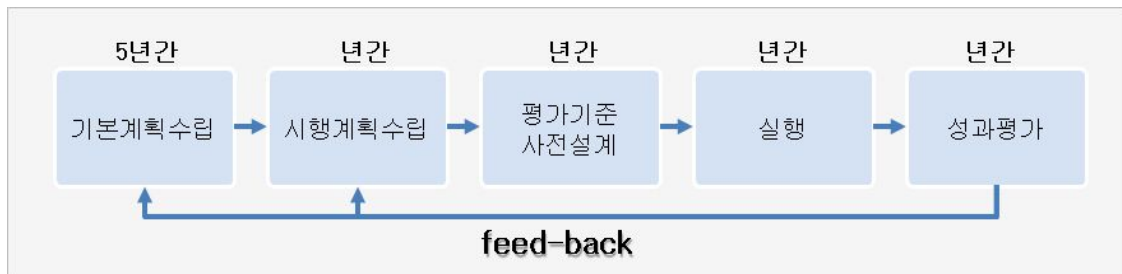 5년간 년간 년간 년간 년간
기본계획수립 시행계획수립 평가기준 실행 성과평가
사전설계
feed-back